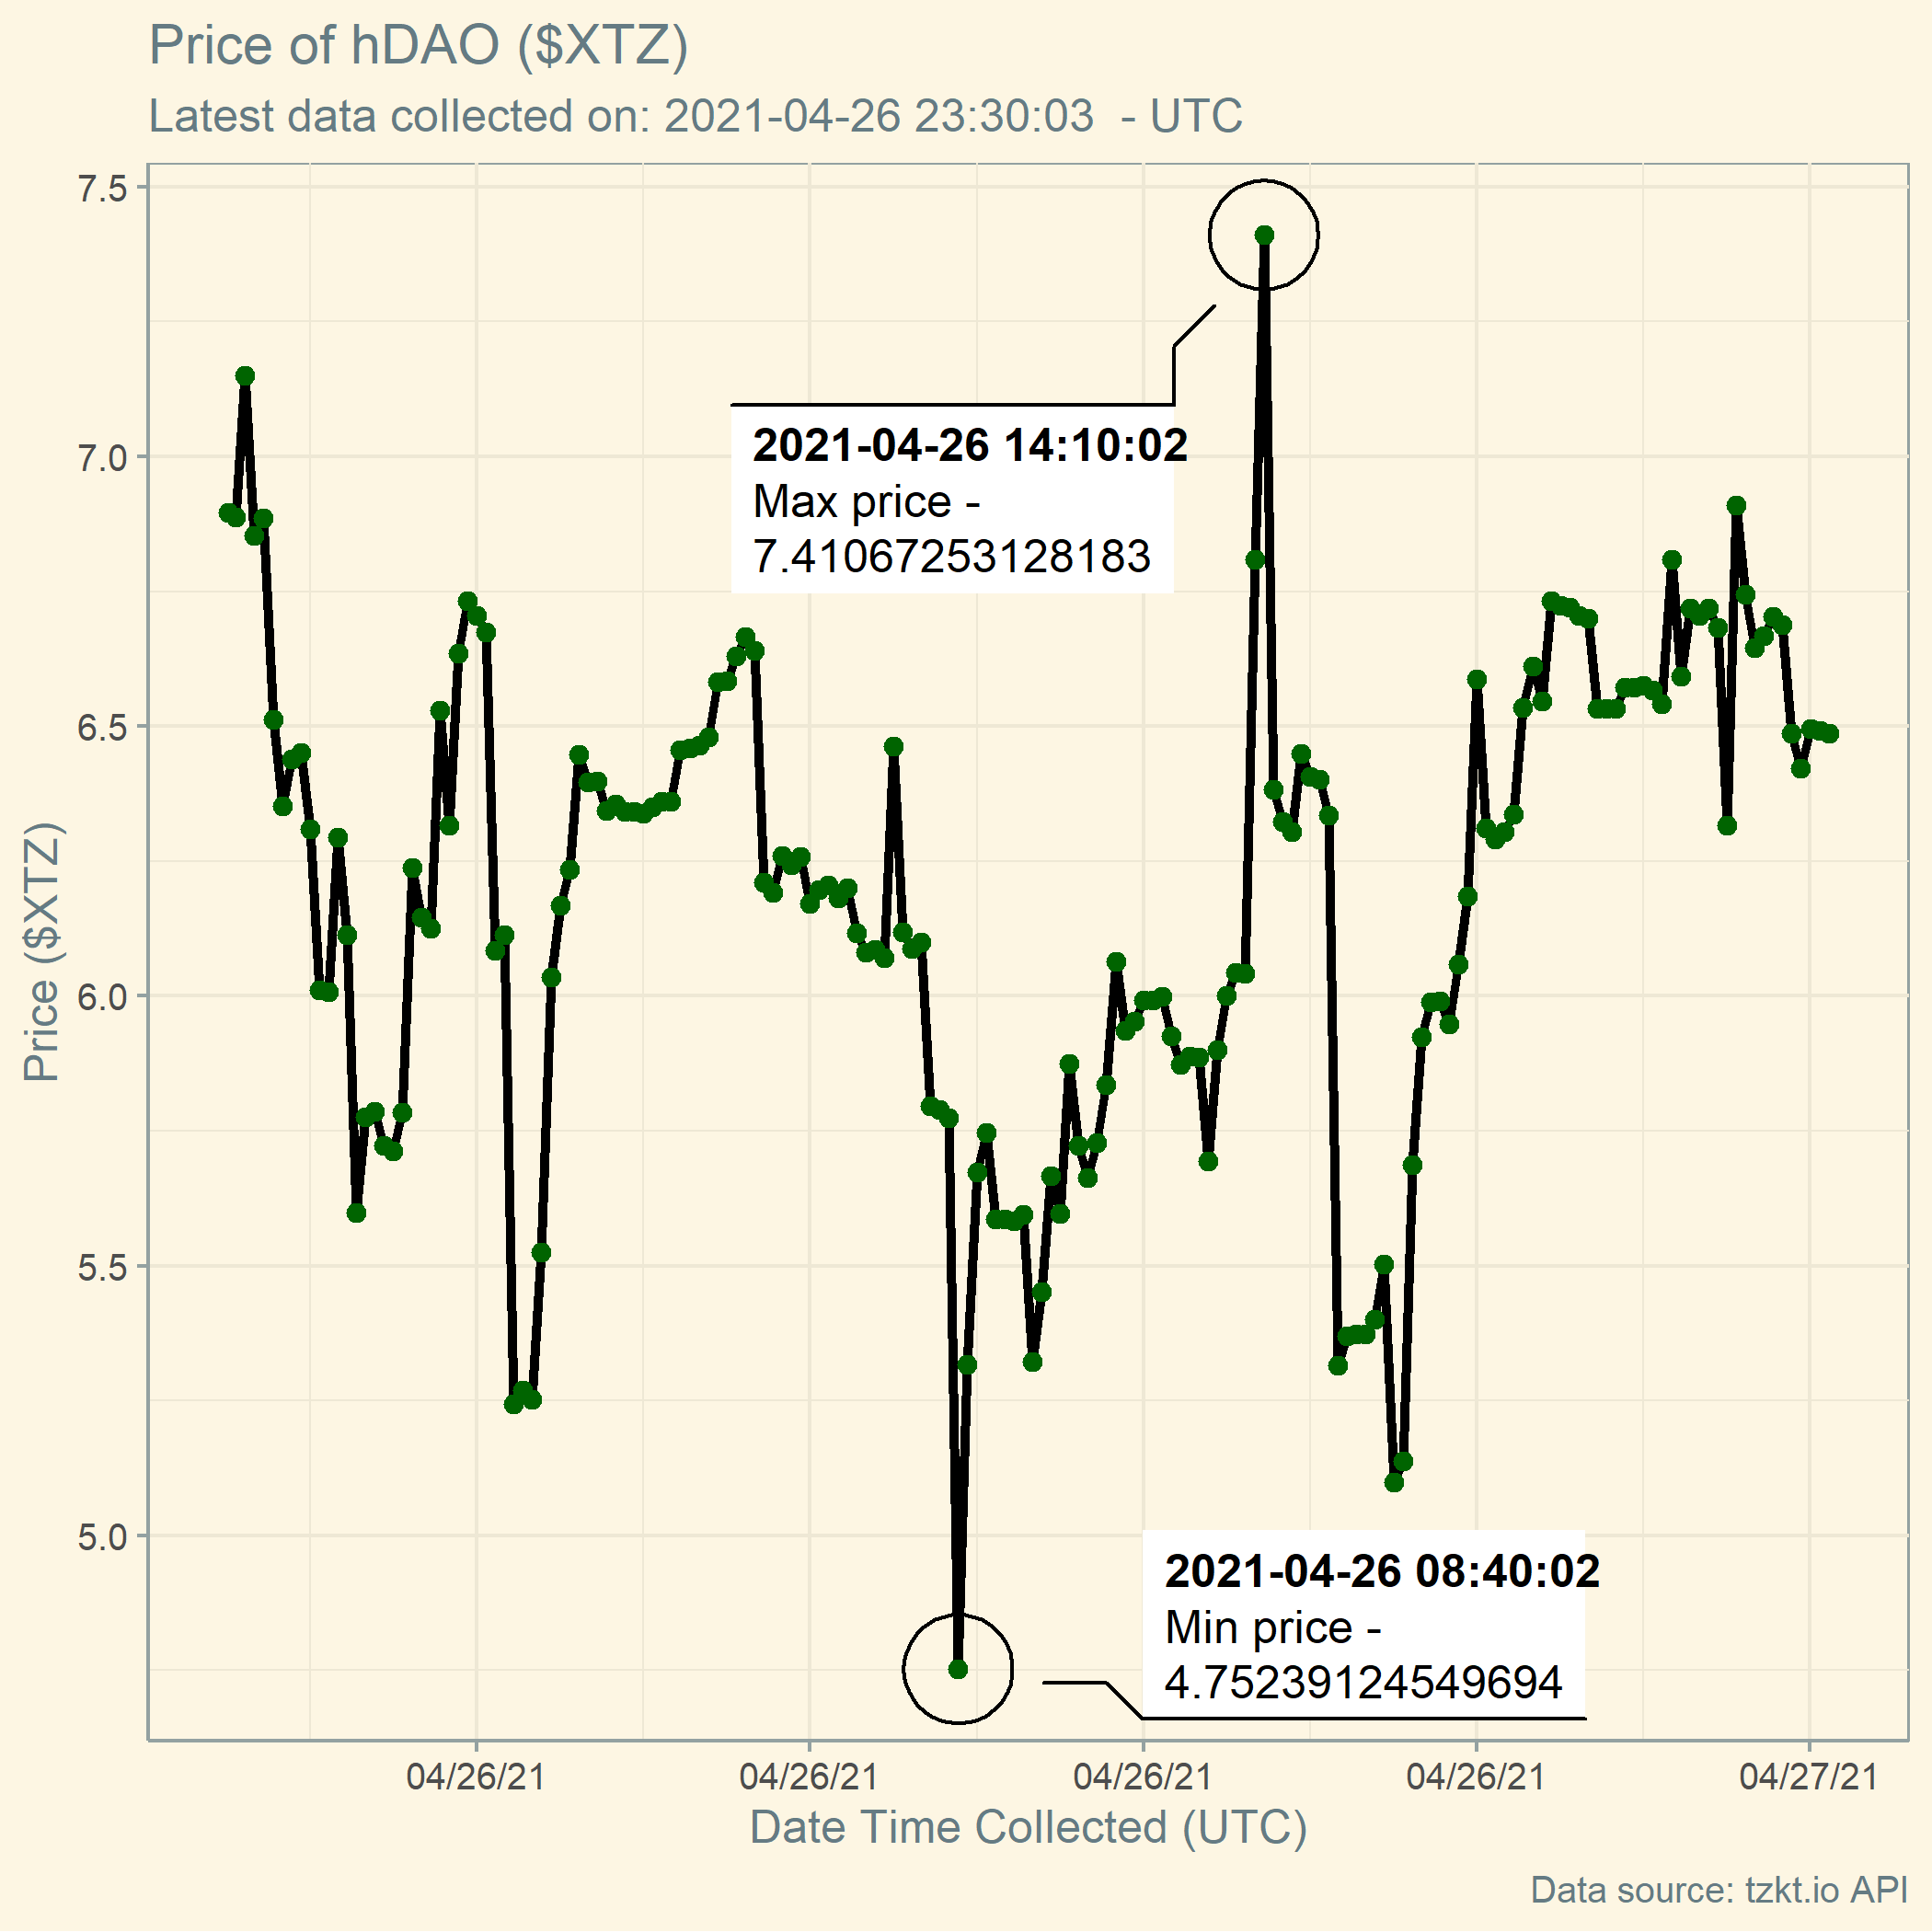 Price of hDAO ($XTZ)
Latest data collected on: 2021-04-26 23:30:03  - UTC
Price ($XTZ)
7.5
7.0
6.5
6.0
5.5
5.0
2021-04-26 14:10:02
Max price -
7.41067253128183
2021-04-26 08:40:02
Min price -
4.75239124549694
04/26/21
04/26/21
04/26/21
04/26/21
04/27/21
Date Time Collected (UTC)
Data source: tzkt.io API